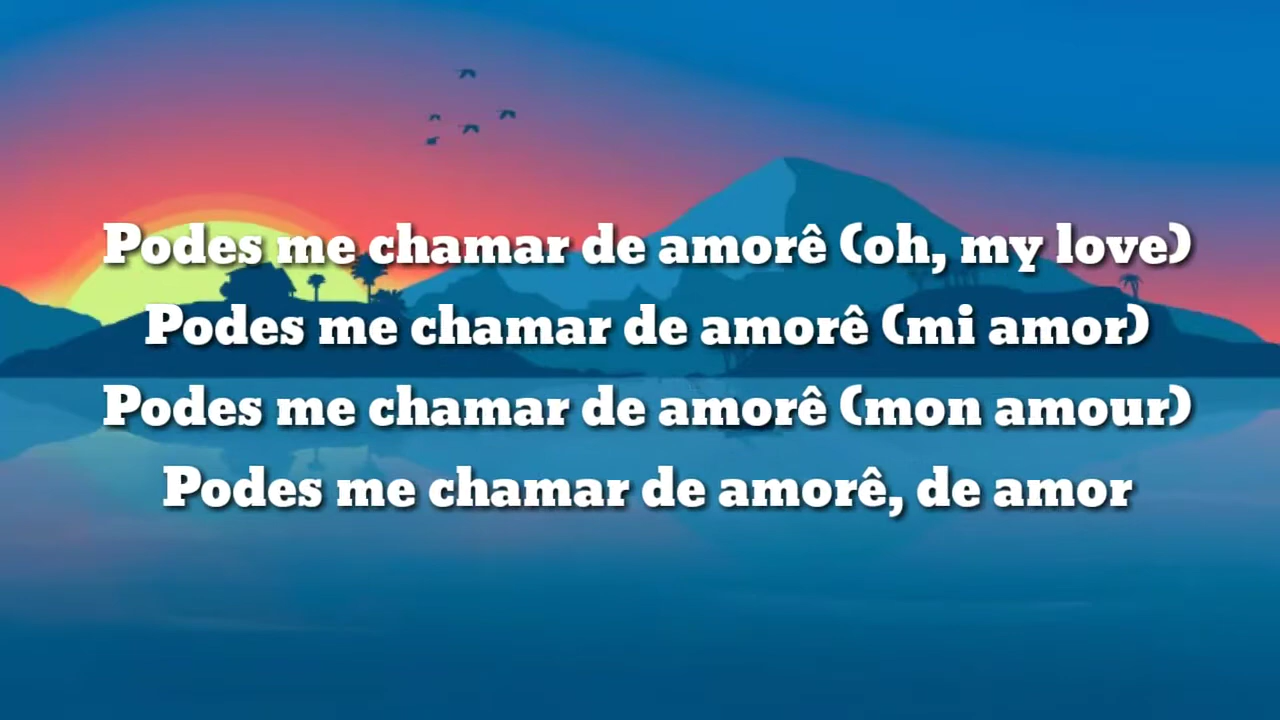 Podes me chamar de amorê (oh, my love)
Podes me chamar de amorê (mi amor)
Podes me chamar de amorê (mon amour)
Podes me chamar de amorê, de amor